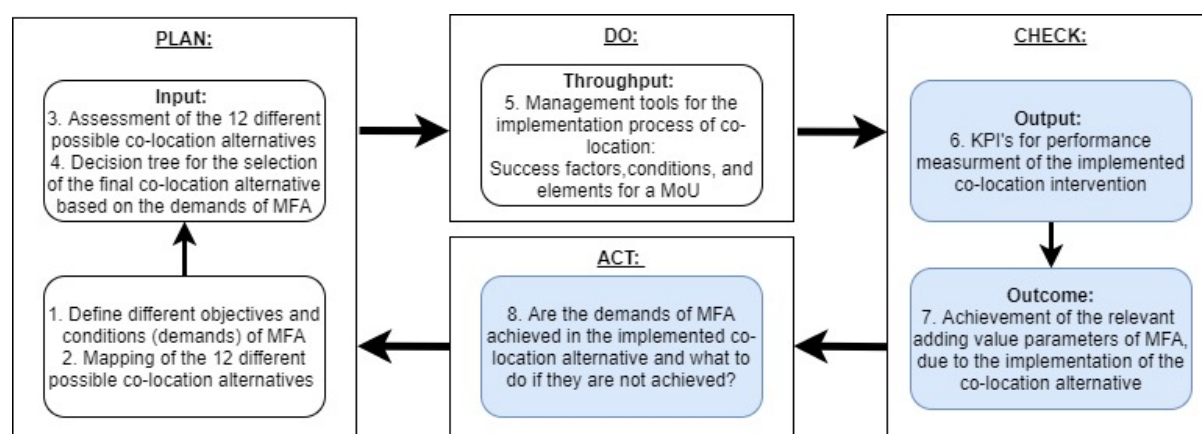 PLAN:
Input:
3. Assessment of the 12 different
possible co-location alternatives
4. Decision tree for the selection
of the final co-location alternative
based on the demands of MFA
1. Define different objectives and
conditions (demands) of MFA
2. Mapping of the 12 different
possible co-location alternatives
DO:
Throughput:
5. Management tools for the
implementation process of co-
location:
Success factors,conditions, and
elements for a MoU
CHECK:
Output:
6. KPI's for performance
measurment of the implemented
co-location intervention
Outcome:
7. Achievement of the relevant
adding value parameters of MFA,
due to the implementation of the
co-location alternative
ACT:
8. Are the demands of MFA
achieved in the implemented co-
location alternative and what to
do if they are not achieved?